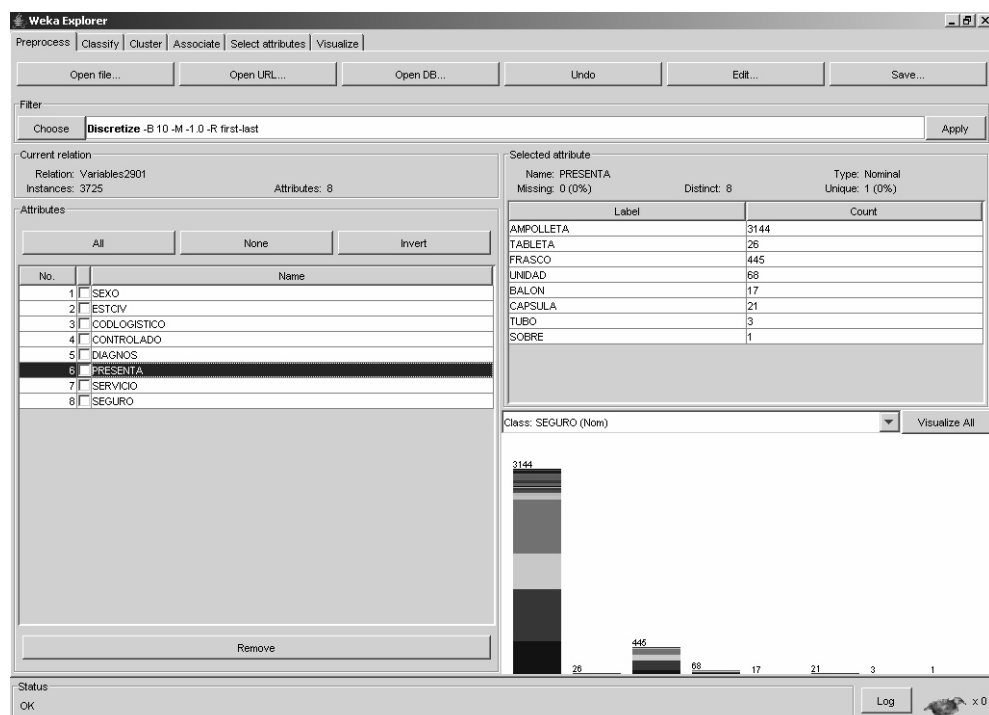 Weka Explorer
Preprocess Classify Cluster Associate Select attributes Visualize
Open file... Open URL... Open DB... Undo Edit... Save...
Filter
Choose Discretize -B 10 -M -1.0 -R first-last Apply
Current relation
Relation: Variables2901
Instances: 3725 Attributes: 8
Attributes
All None Invert
No. Name
1 SEXO
2 ESTCIV
3 CODLOGISTICO
4 CONTROLADO
5 DIAGNOS
6 PRESENTA
7 SERVICIO
8 SEGURO
Remove
Selected attribute
Name: PRESENTA Type: Nominal
Missing: 0 (0%) Distinct: 8 Unique: 1 (0%)
Label Count
AMPOLLETA 3144
TABLETA 26
FRASCO 445
UNIDAD 68
BALON 17
CAPSULA 21
TUBO 3
SOBRE 1
Class: SEGURO (Nom) Visualize All
3144
26 445 68 17 21 3 1
Status
OK Log x 0